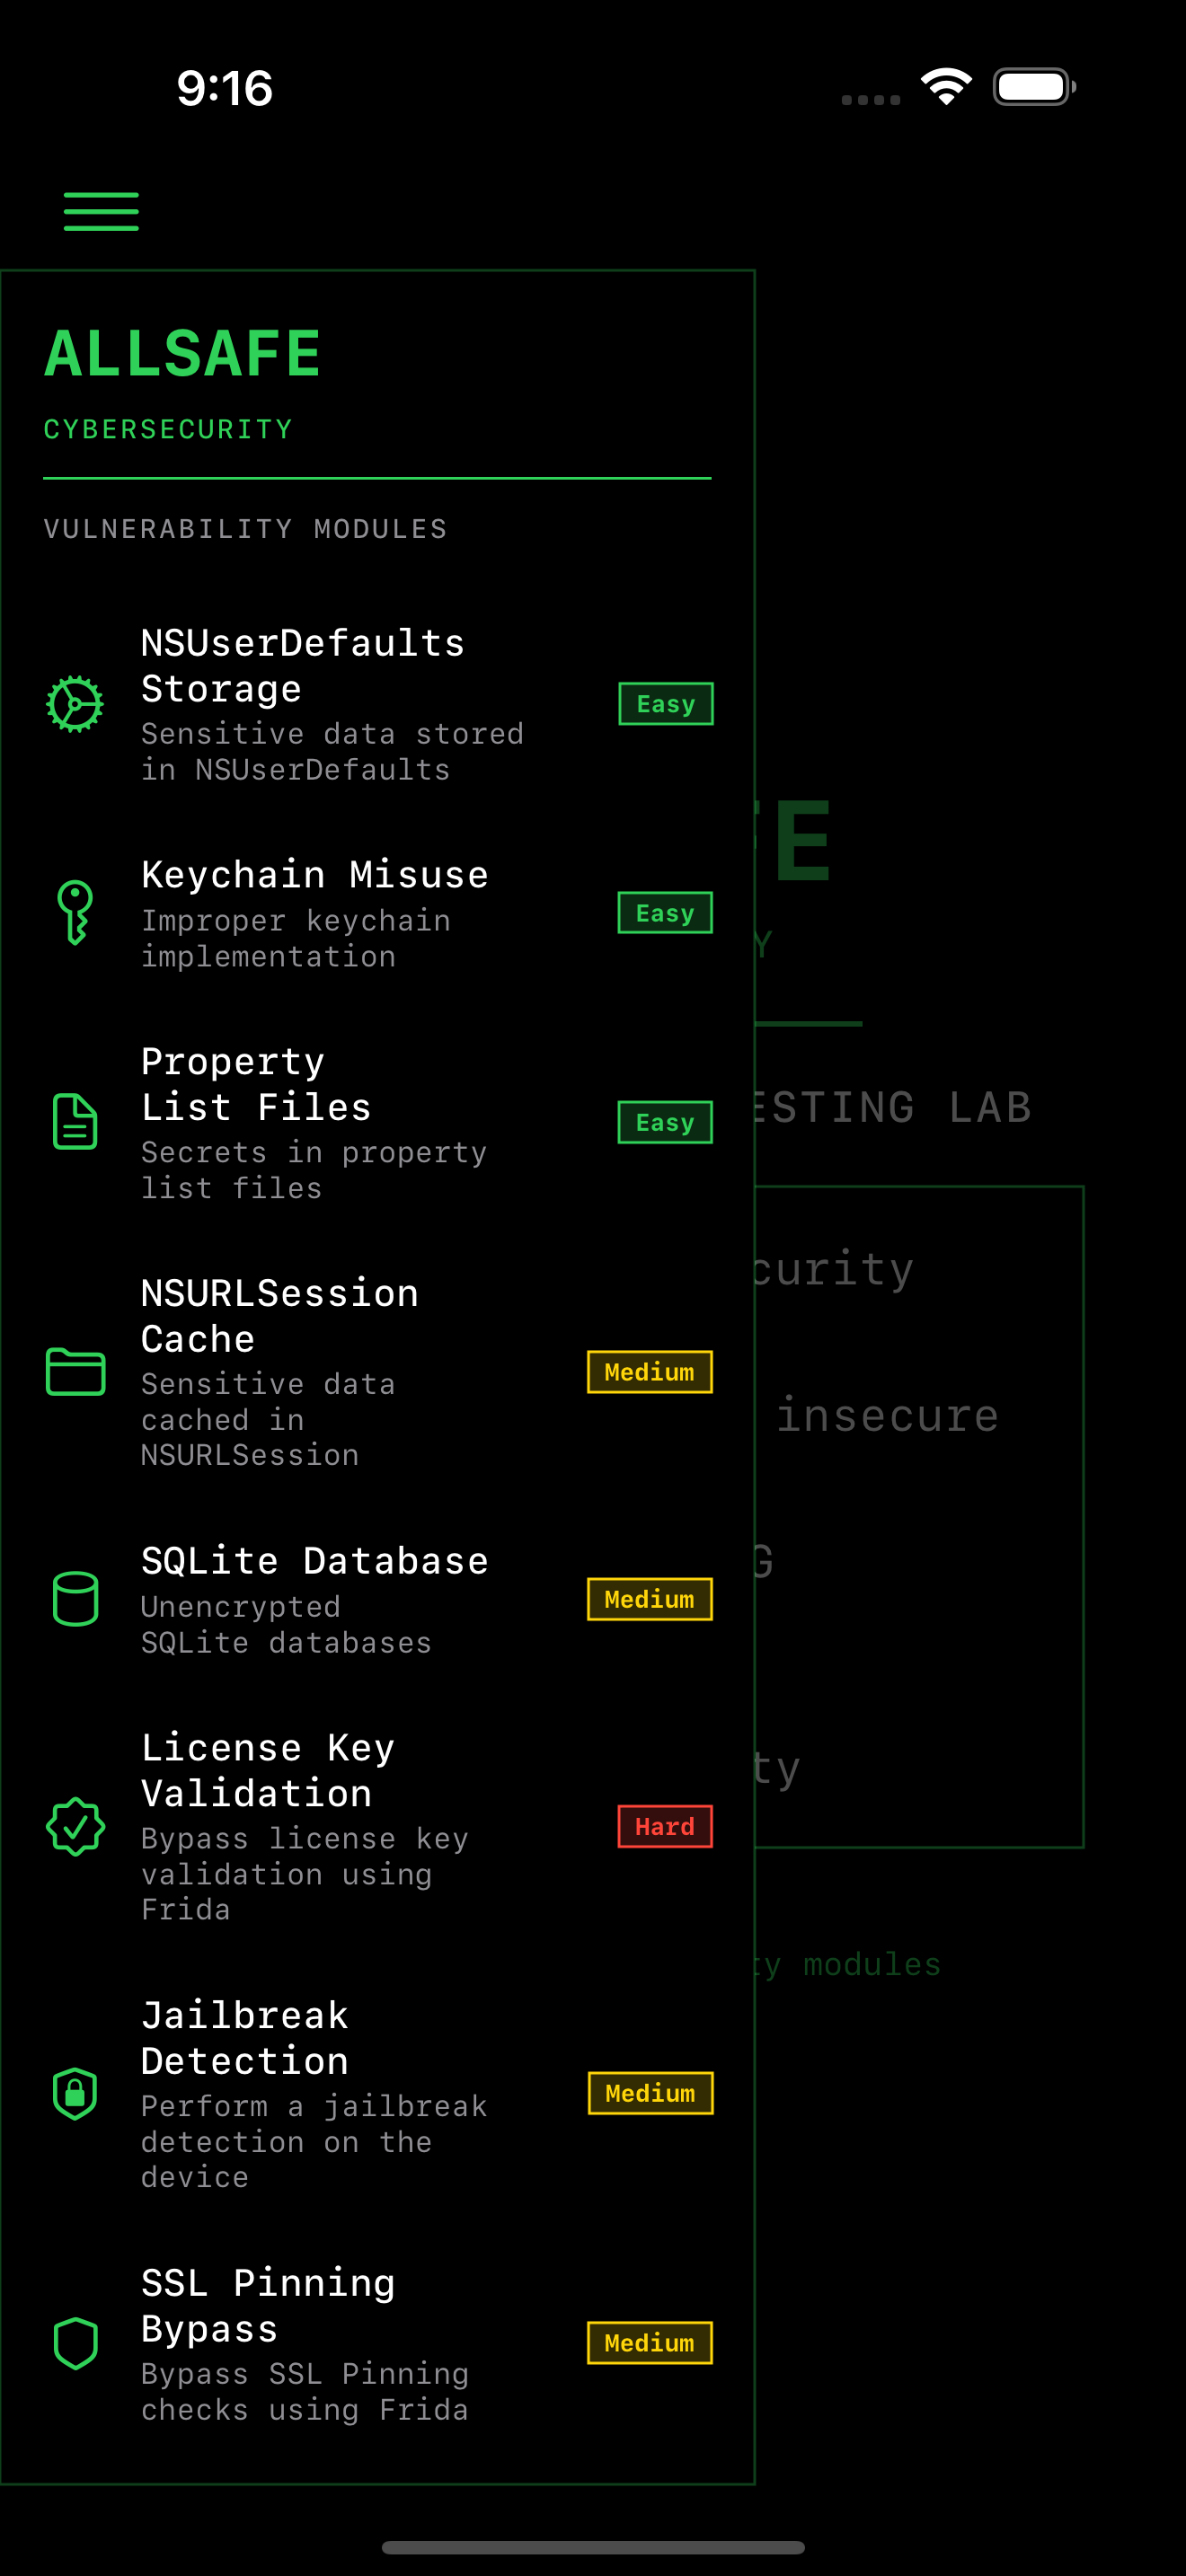 9:16
ALLSAFE
CYBERSECURITY
VULNERABILITY MODULES
NSUserDefaults
Storage
Sensitive data stored
in NSUserDefaults
Easy
Keychain Misuse
Improper keychain
implementation
Easy
Property
List Files
Secrets in property
list files
Easy
NSURLSession
Cache
Sensitive data
cached in
NSURLSession
Medium
SQLite Database
Unencrypted
SQLite databases
Medium
License Key
Validation
Bypass license key
validation using
Frida
Hard
Jailbreak
Detection
Perform a jailbreak
detection on the
device
Medium
SSL Pinning
Bypass
Bypass SSL Pinning
checks using Frida
Medium
E
Y
ESTING LAB
curity
insecure
G
ty
ty modules